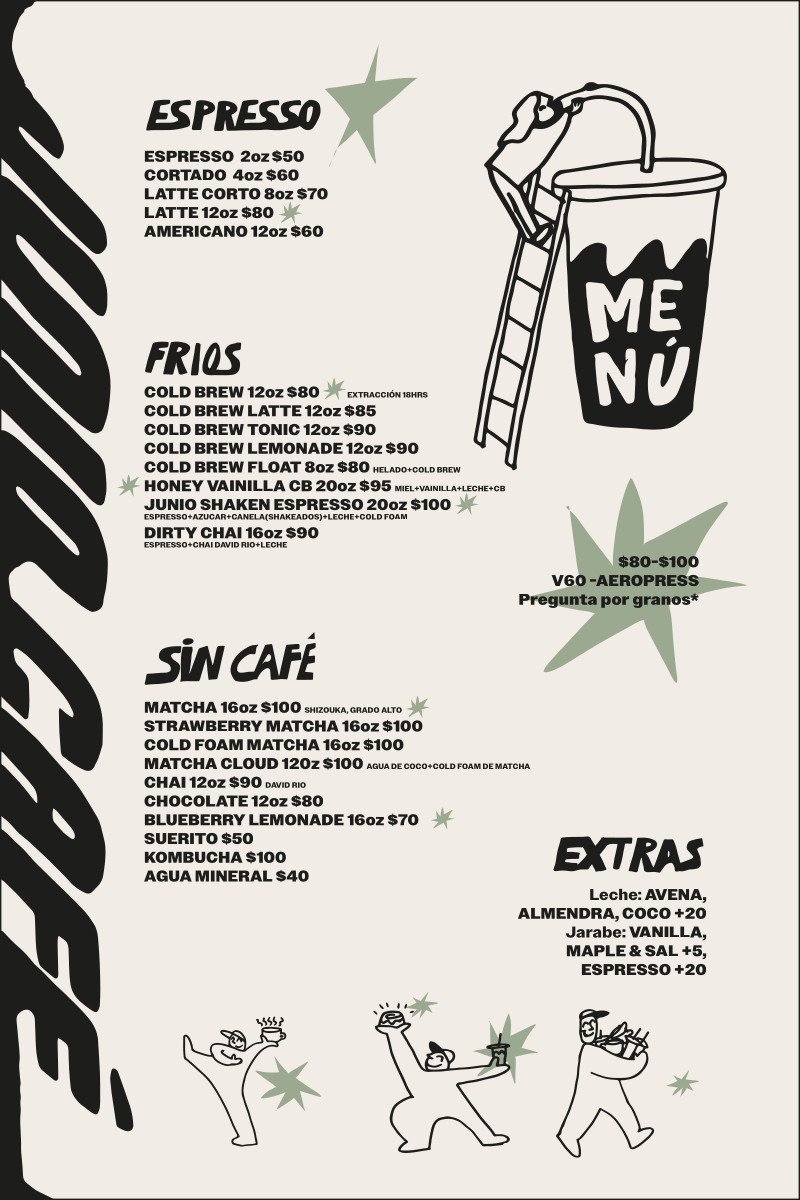 JUNIO CAFÉ
ESPRESSO
ESPRESSO 2oz $50
CORTADO 4oz $60
LATTE CORTO 8oz $70
LATTE 12oz $80
AMERICANO 12oz $60
MENÚ
FRIOS
COLD BREW 12oz $80 EXTRACCIÓN 18HRS
COLD BREW LATTE 12oz $85
COLD BREW TONIC 12oz $90
COLD BREW LEMONADE 12oz $90
COLD BREW FLOAT 8oz $80 HELADO+COLD BREW
HONEY VAINILLA CB 20oz $95 MIEL+VAINILLA+LECHE+CB
JUNIO SHAKEN ESPRESSO 20oz $100
ESPRESSO+AZUCAR+CANELA(SHAKEADOS)+LECHE+COLD FOAM
DIRTY CHAI 16oz $90
ESPRESSO+CHAI DAVID RIO+LECHE
$80-$100
V60 -AEROPRESS
Pregunta por granos*
SIN CAFÉ
MATCHA 16oz $100 SHIZOUKA, GRADO ALTO
STRAWBERRY MATCHA 16oz $100
COLD FOAM MATCHA 16oz $100
MATCHA CLOUD 120z $100 AGUA DE COCO+COLD FOAM DE MATCHA
CHAI 12oz $90 DAVID RIO
CHOCOLATE 12oz $80
BLUEBERRY LEMONADE 16oz $70
SUERITO $50
KOMBUCHA $100
AGUA MINERAL $40
EXTRAS
Leche: AVENA,
ALMENDRA, COCO +20
Jarabe: VANILLA,
MAPLE & SAL +5,
ESPRESSO +20